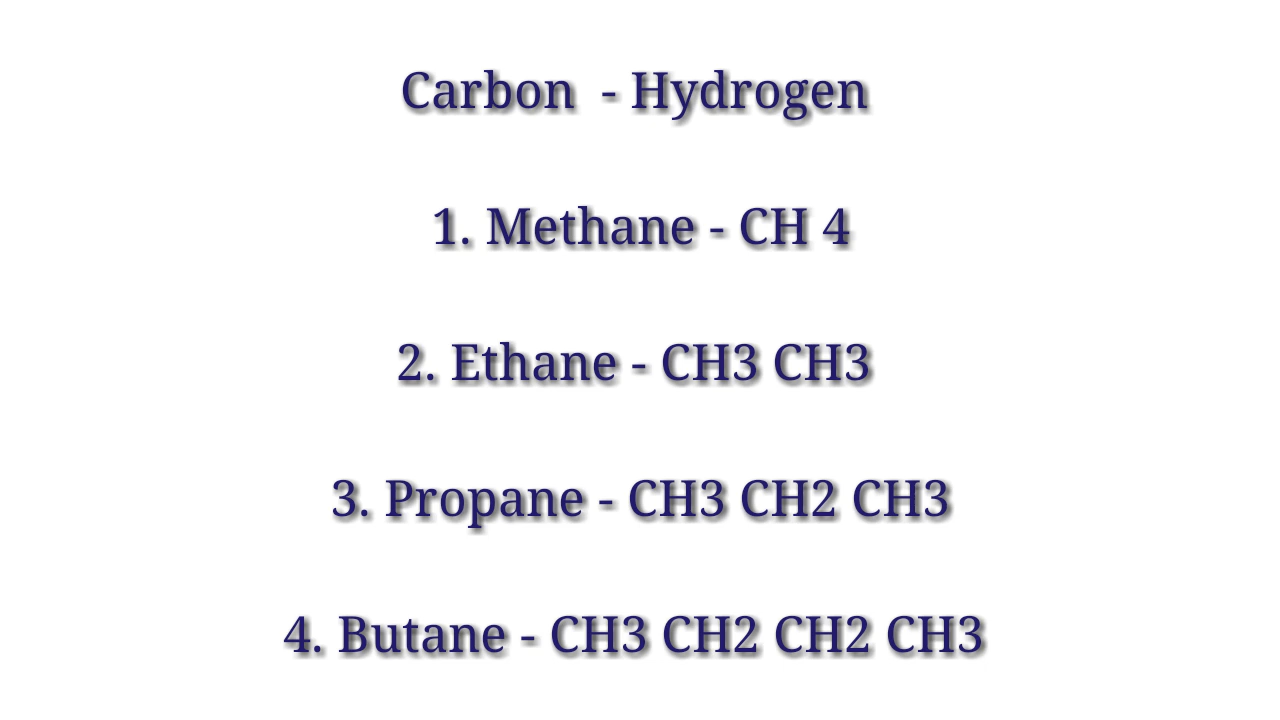 Carbon  - Hydrogen
1. Methane - CH 4
2. Ethane - CH3 CH3
3. Propane - CH3 CH2 CH3
4. Butane - CH3 CH2 CH2 CH3